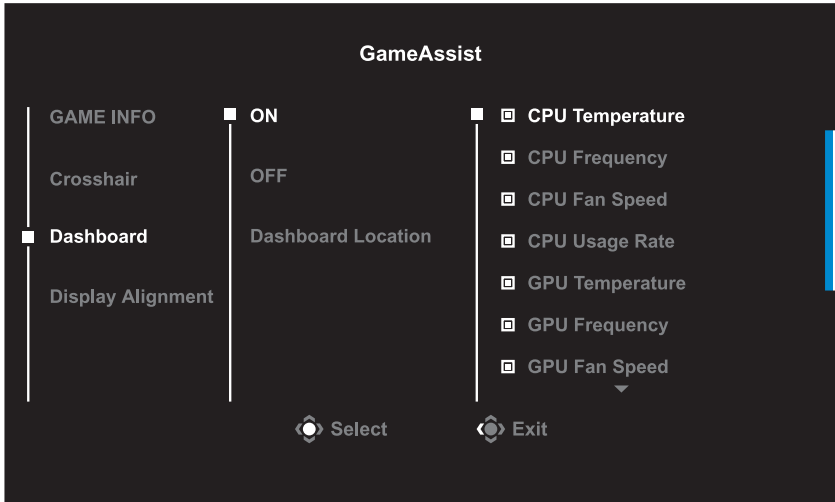 GameAssist
GAME INFO
Crosshair
Dashboard
Display Alignment
ON
OFF
Dashboard Location
CPU Temperature
CPU Frequency
CPU Fan Speed
CPU Usage Rate
GPU Temperature
GPU Frequency
GPU Fan Speed
Select
Exit